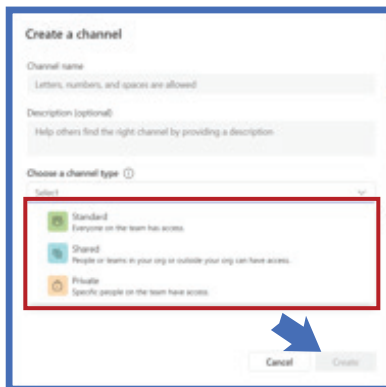 Create a channel
Channel name
Letters, numbers, and spaces are allowed
Description (optional)
Help others find the right channel by providing a description
Choose a channel type
Select
Standard
Everyone on the team has access.
Shared
People or teams in your org or outside your org can have access.
Private
Specific people on the team have access
Cancel Create